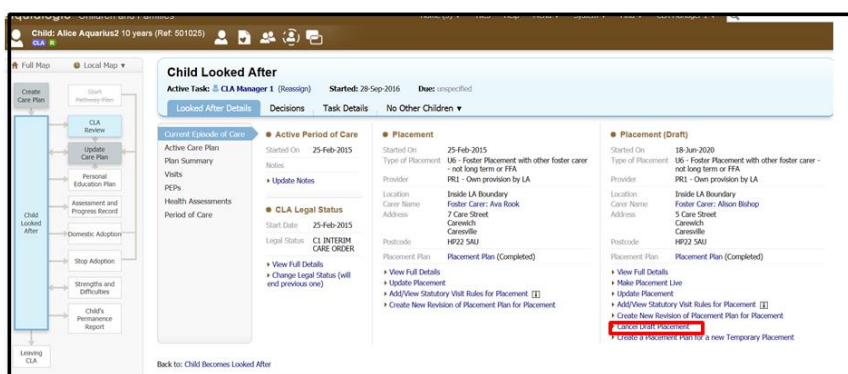 Child: Alice Aquarius2 10 years (Ref: 501025)
CLA R
Full Map
Local Map ▾
Create Care Plan
Start Pathway Plan
CLA Review
Update Care Plan
Personal Education Plan
Assessment and Progress Record
Child Looked After
Domestic Adoption
Stop Adoption
Strengths and Difficulties
Child's Permanence Report
Leaving CLA
Child Looked After
Active Task: CLA Manager 1 (Reassign) Started: 28-Sep-2016 Due: unspecified
Looked After Details Decisions Task Details No Other Children ▾
Current Episode of Care
Active Care Plan
Plan Summary
Visits
PEPs
Health Assessments
Period of Care
Active Period of Care
Started On 25-Feb-2015
Notes
Update Notes
CLA Legal Status
Start Date 25-Feb-2015
Legal Status C1 INTERIM
CARE ORDER
View Full Details
Change Legal Status (will
end previous one)
Placement
Started On 25-Feb-2015
Type of Placement U6 - Foster Placement with other foster carer
- not long term or FFA
Provider PR1 - Own provision by LA
Location Inside LA Boundary
Carer Name Foster Carer: Ava Rook
Address 7 Care Street
Carewich
Caresville
Postcode HP22 5AU
Placement Plan Placement Plan (Completed)
View Full Details
Update Placement
Add/View Statutory Visit Rules for Placement
Create New Revision of Placement Plan for Placement
Placement (Draft)
Started On 18-Jun-2020
Type of Placement U6 - Foster Placement with other foster carer -
not long term or FFA
Provider PR1 - Own provision by LA
Location Inside LA Boundary
Carer Name Foster Carer: Alison Bishop
Address 5 Care Street
Carewich
Caresville
Postcode HP22 5AU
Placement Plan Placement Plan (Completed)
View Full Details
Make Placement Live
Update Placement
Add/View Statutory Visit Rules for Placement
Create New Revision of Placement Plan for Placement
Cancel Draft Placement
Create a Placement Plan for a new Temporary Placement
Back to: Child Becomes Looked After